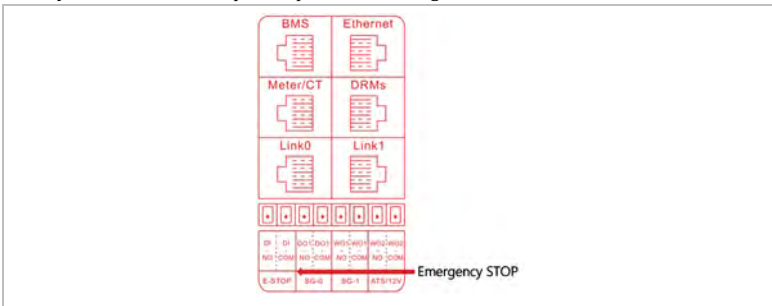 BMS Ethernet
Meter/CT DRMs
Link0 Link1
DI DI DO1 DO1 WO1 WO1 WO2 WO2
NO COM NO COM NO COM NO COM
E-STOP SG-0 SG-1 ATS/12V
Emergency STOP